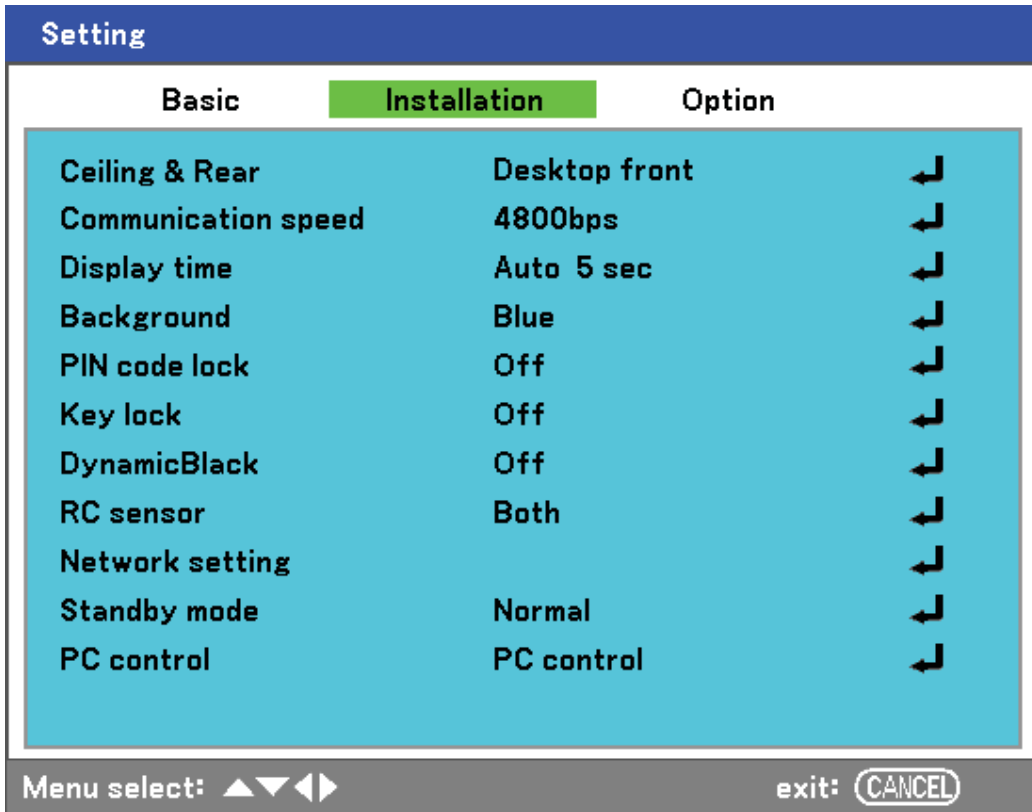 Setting
Basic Installation Option
Ceiling & Rear Desktop front
Communication speed 4800bps
Display time Auto 5 sec
Background Blue
PIN code lock Off
Key lock Off
DynamicBlack Off
RC sensor Both
Network setting
Standby mode Normal
PC control PC control
Menu select: ▲▼◀▶ exit: CANCEL